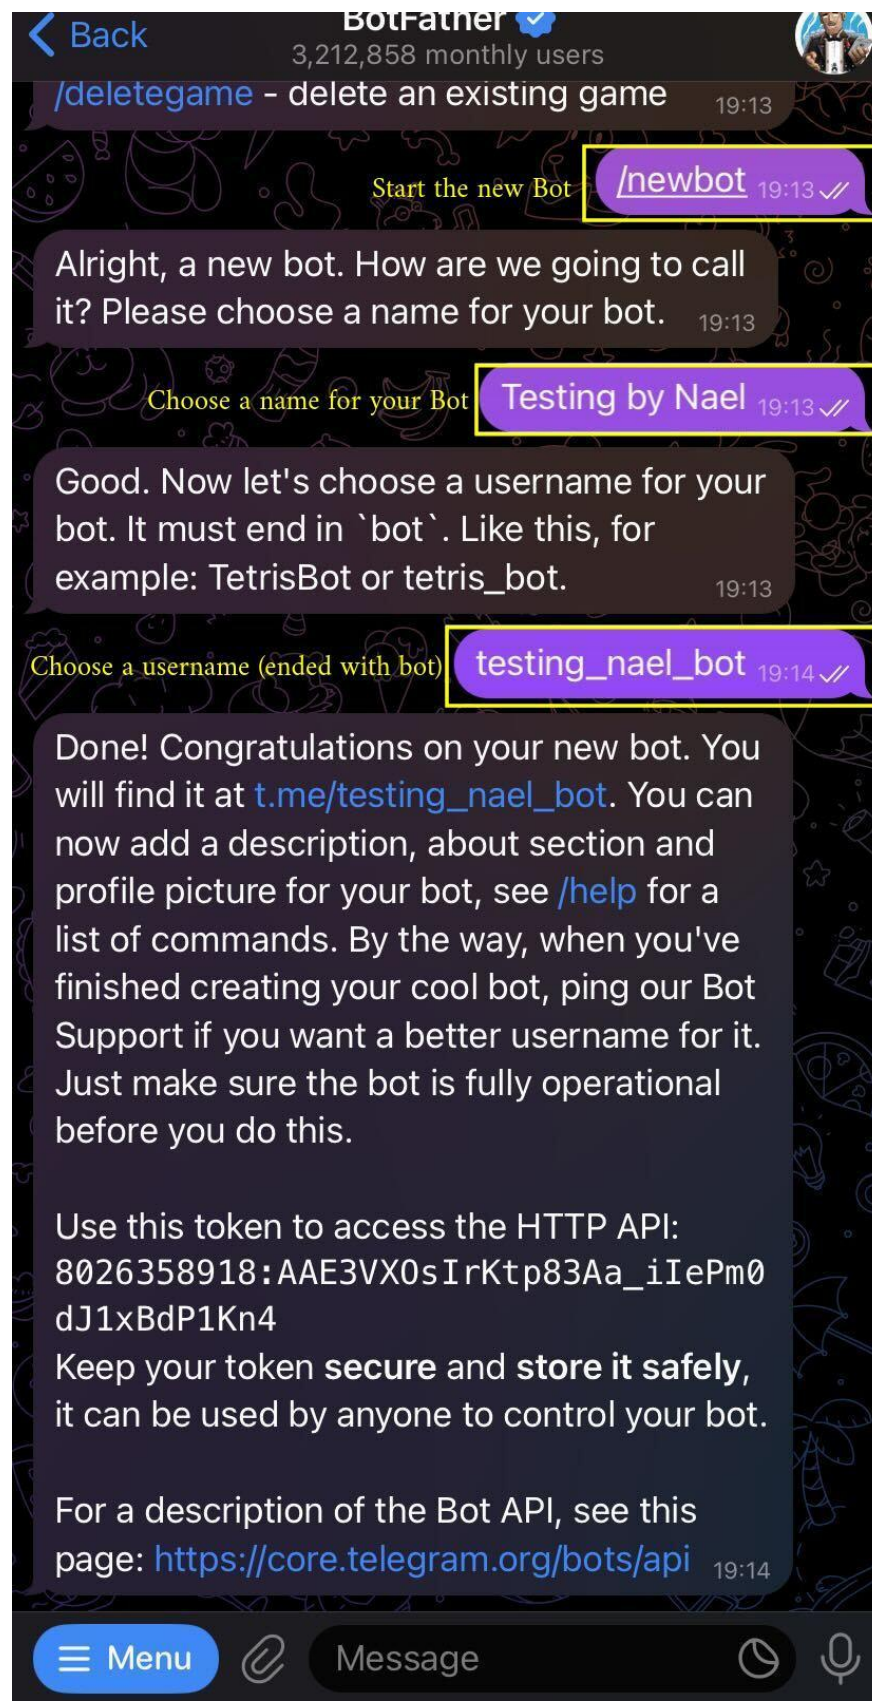 Back
BotFather
3,212,858 monthly users
/deletegame - delete an existing game 19:13
Start the new Bot
/newbot 19:13
Alright, a new bot. How are we going to call
it? Please choose a name for your bot. 19:13
Choose a name for your Bot
Testing by Nael 19:13
Good. Now let's choose a username for your
bot. It must end in `bot`. Like this, for
example: TetrisBot or tetris_bot. 19:13
Choose a username (ended with bot)
testing_nael_bot 19:14
Done! Congratulations on your new bot. You
will find it at t.me/testing_nael_bot. You can
now add a description, about section and
profile picture for your bot, see /help for a
list of commands. By the way, when you've
finished creating your cool bot, ping our Bot
Support if you want a better username for it.
Just make sure the bot is fully operational
before you do this.
Use this token to access the HTTP API:
8026358918:AAE3VXOsIrKtp83Aa_iIePm0
dJ1xBdP1Kn4
Keep your token secure and store it safely,
it can be used by anyone to control your bot.
For a description of the Bot API, see this
page: https://core.telegram.org/bots/api 19:14
Menu
Message